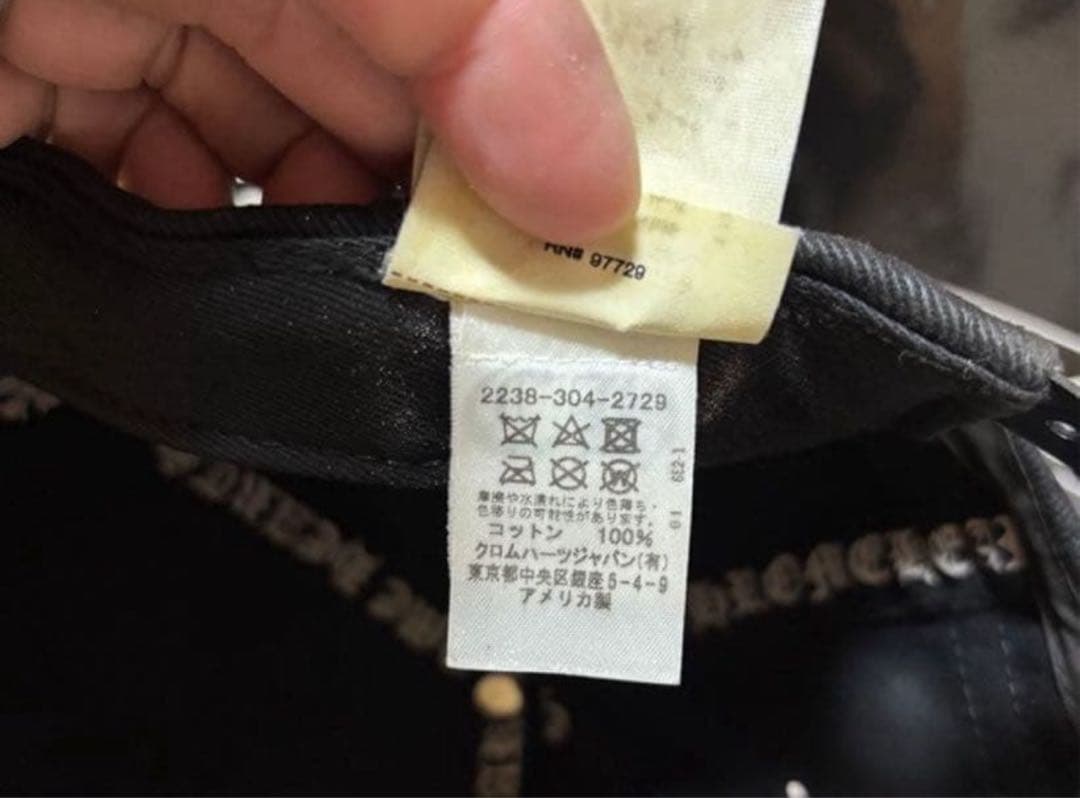 RN# 97729
2238-304-2729
摩擦や水濡れにより色落ち・
色移りの可能性があります。
コットン 100%
クロムハーツジャパン(有)
東京都中央区銀座5-4-9
アメリカ製
6E2-1